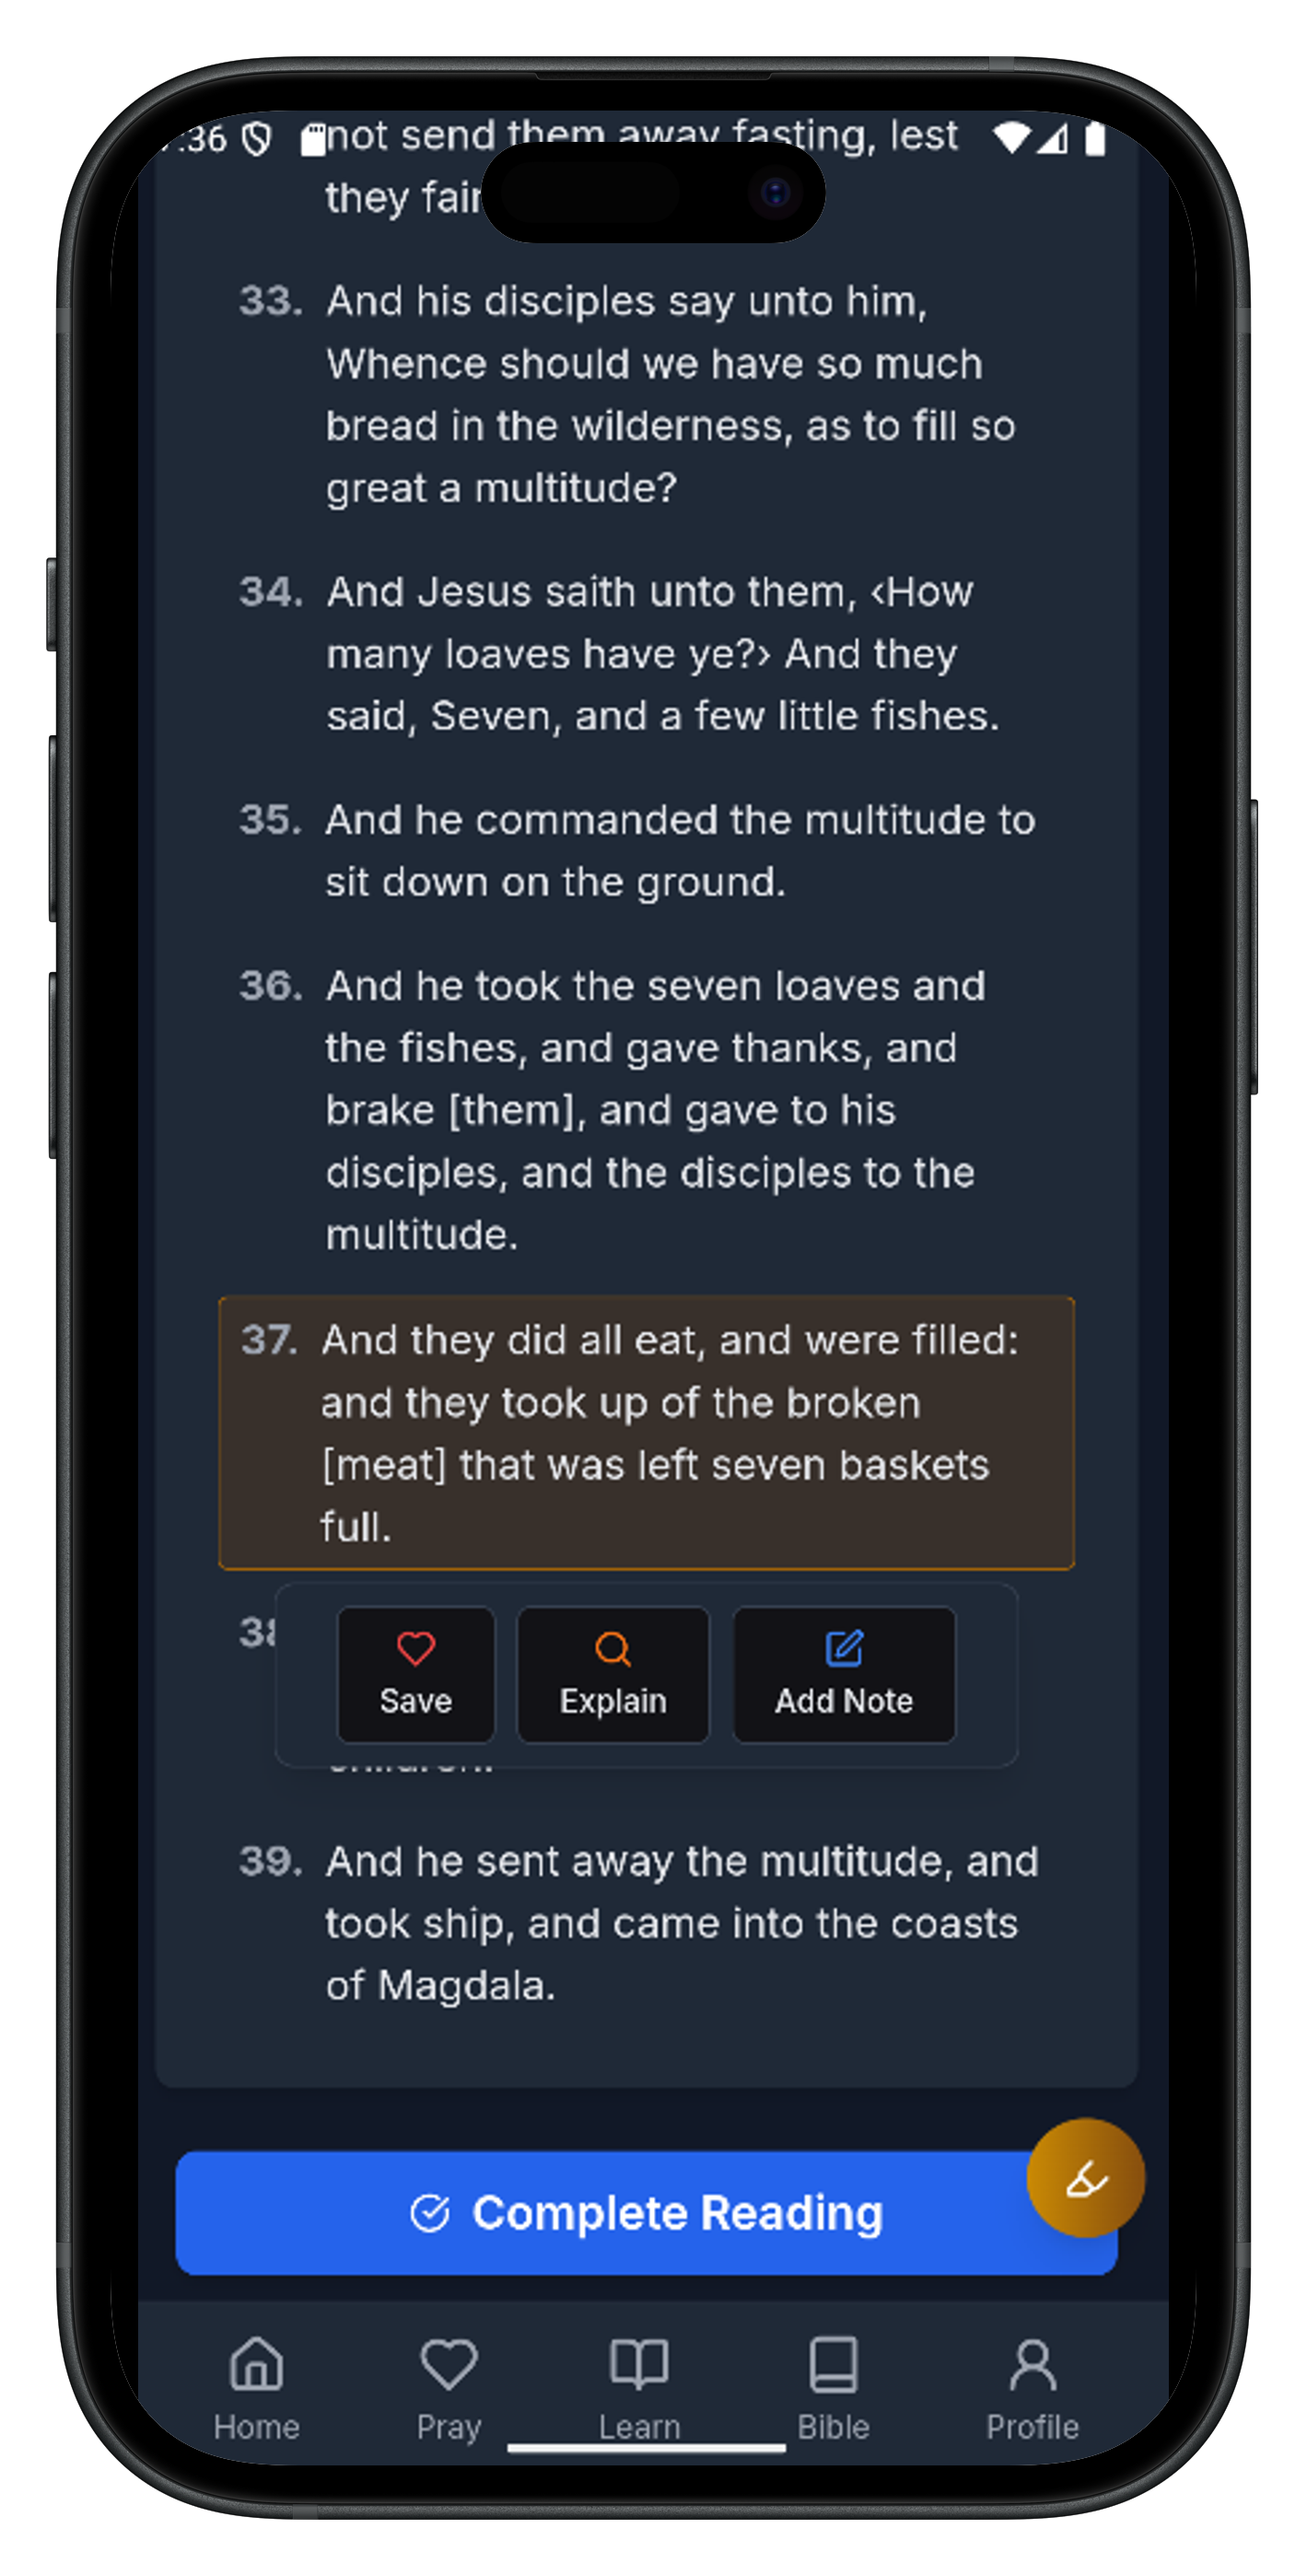 :36
not send them away fasting, lest
they
33. And his disciples say unto him,
Whence should we have so much
bread in the wilderness, as to fill so
great a multitude?
34. And Jesus saith unto them, ‹How
many loaves have ye?› And they
said, Seven, and a few little fishes.
35. And he commanded the multitude to
sit down on the ground.
36. And he took the seven loaves and
the fishes, and gave thanks, and
brake [them], and gave to his
disciples, and the disciples to the
multitude.
37. And they did all eat, and were filled:
and they took up of the broken
[meat] that was left seven baskets
full.
Save
Explain
Add Note
39. And he sent away the multitude, and
took ship, and came into the coasts
of Magdala.
Complete Reading
Home
Pray
Learn
Bible
Profile